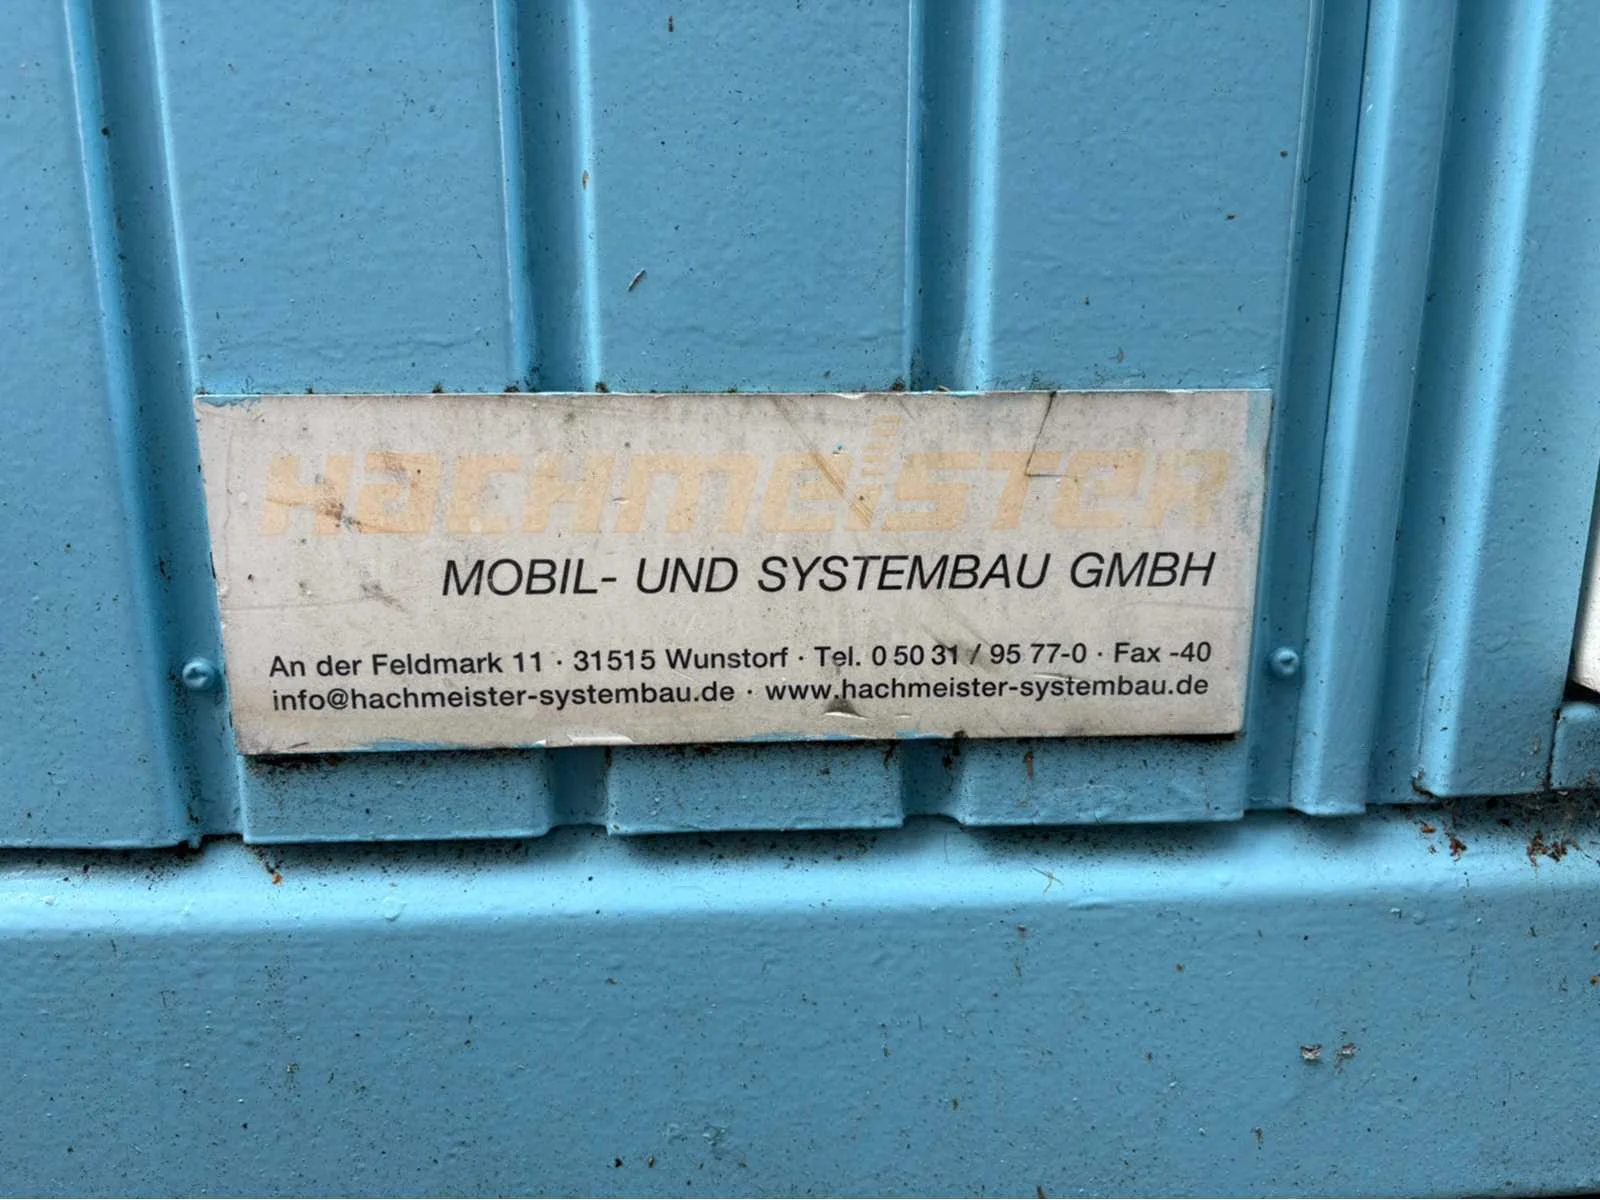 Hachmeister
MOBIL- UND SYSTEMBAU GMBH
An der Feldmark 11 · 31515 Wunstorf · Tel. 0 50 31 / 95 77-0 · Fax -40
info@hachmeister-systembau.de · www.hachmeister-systembau.de